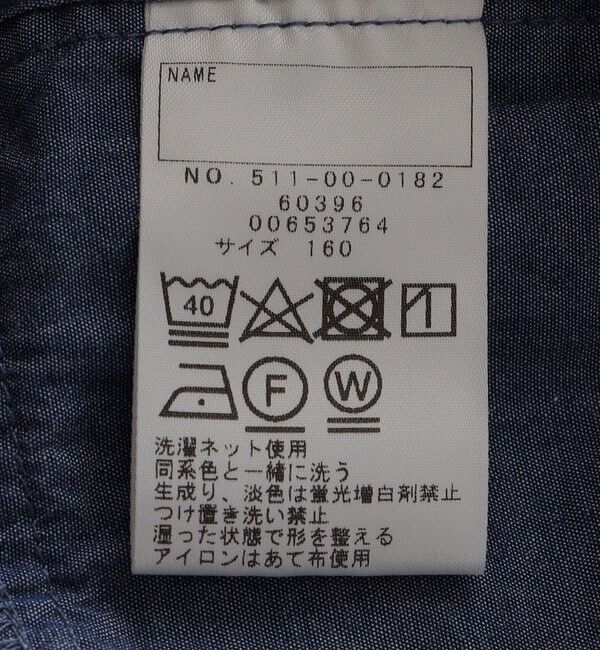 NAME
NO. 511-00-0182
60396
00653764
サイズ 160
40
F W
洗濯ネット使用
同系色と一緒に洗う
生成り、淡色は蛍光増白剤禁止
つけ置き洗い禁止
湿った状態で形を整える
アイロンはあて布使用